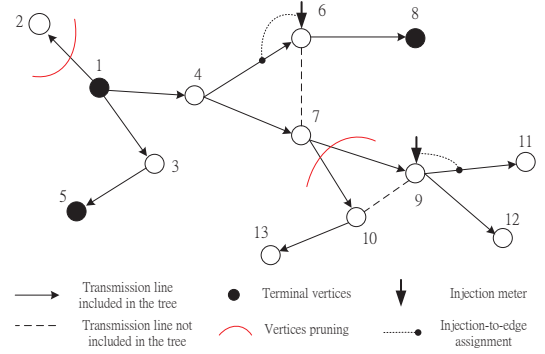 6
8
2
1
4
7
11
3
9
5
10
12
13
Transmission line
included in the tree
Terminal vertices
Injection meter
Transmission line not
included in the tree
Vertices pruning
Injection-to-edge
assignment